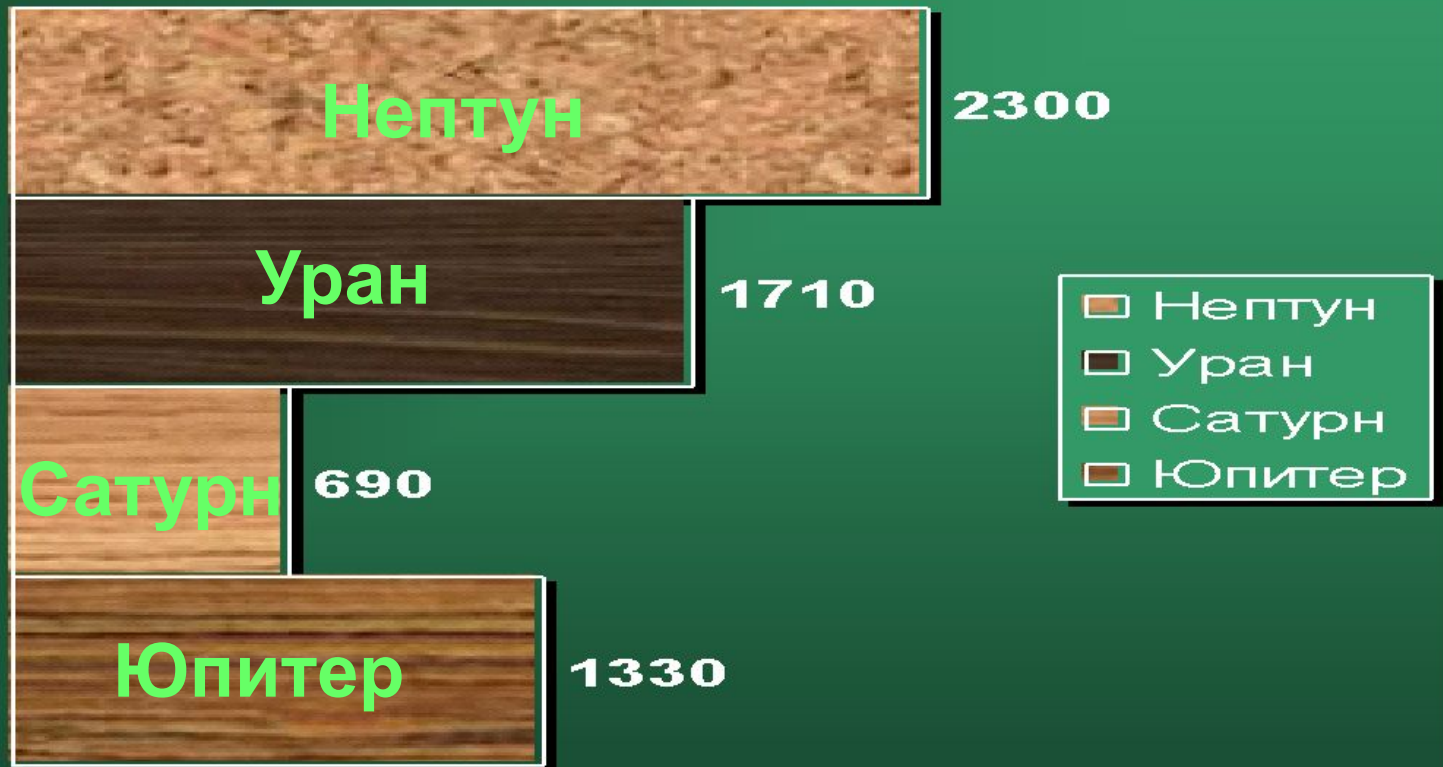 Нептун
2300
Уран
1710
Сатурн
690
Юпитер
1330
Нептун
Уран
Сатурн
Юпитер